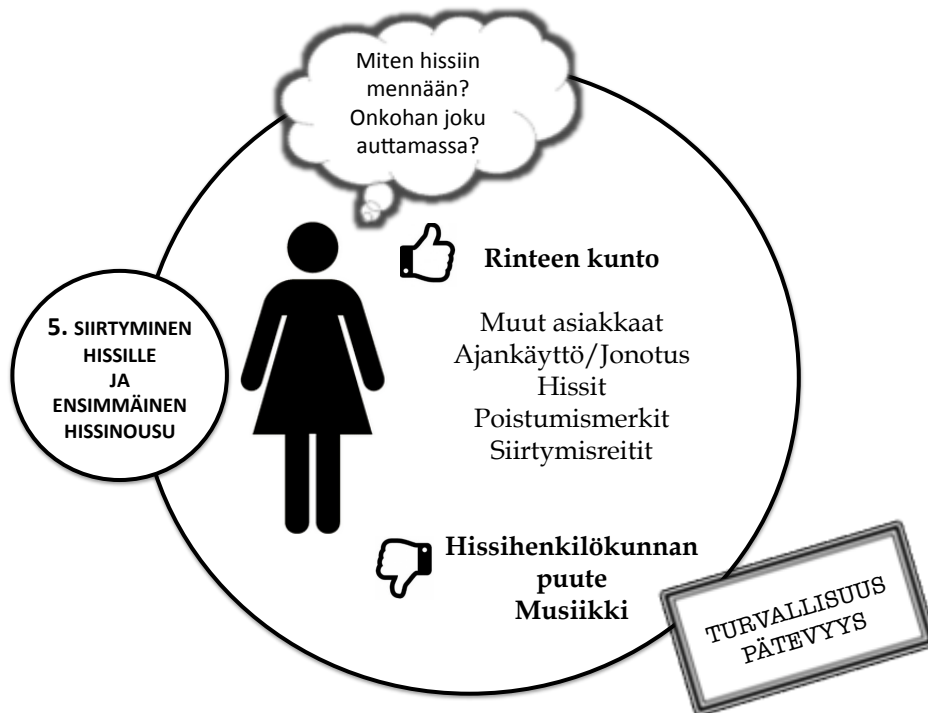 Miten hissiin
mennään?
Onkohan joku
auttamassa?
Rinteen kunto
5. SIIRTYMINEN
HISSILLE
JA
ENSIMMÄINEN
HISSINOUSU
Muut asiakkaat
Ajankäyttö/Jonotus
Hissit
Poistumismerkit
Siirtymisreitit
Hissihenkilökunnan
puute
Musiikki
TURVALLISUUS
PÄTEVYYS